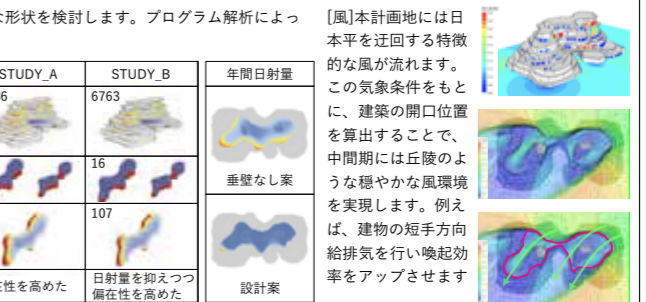 な形状を検討します。プログラム解析によっ
STUDY_A
STUDY_B
6
6763
16
107
在性を高めた
日射量を抑えつつ
偏在性を高めた
年間日射量
垂壁なし案
設計案
[風]本計画地には日
本平を迂回する特徴
的な風が流れます。
この気象条件をもと
に、建築の開口位置
を算出することで、
中間期には丘陵のよ
うな穏やかな風環境
を実現します。例え
ば、建物の短手方向
給排気を行い喚起効
率をアップさせます